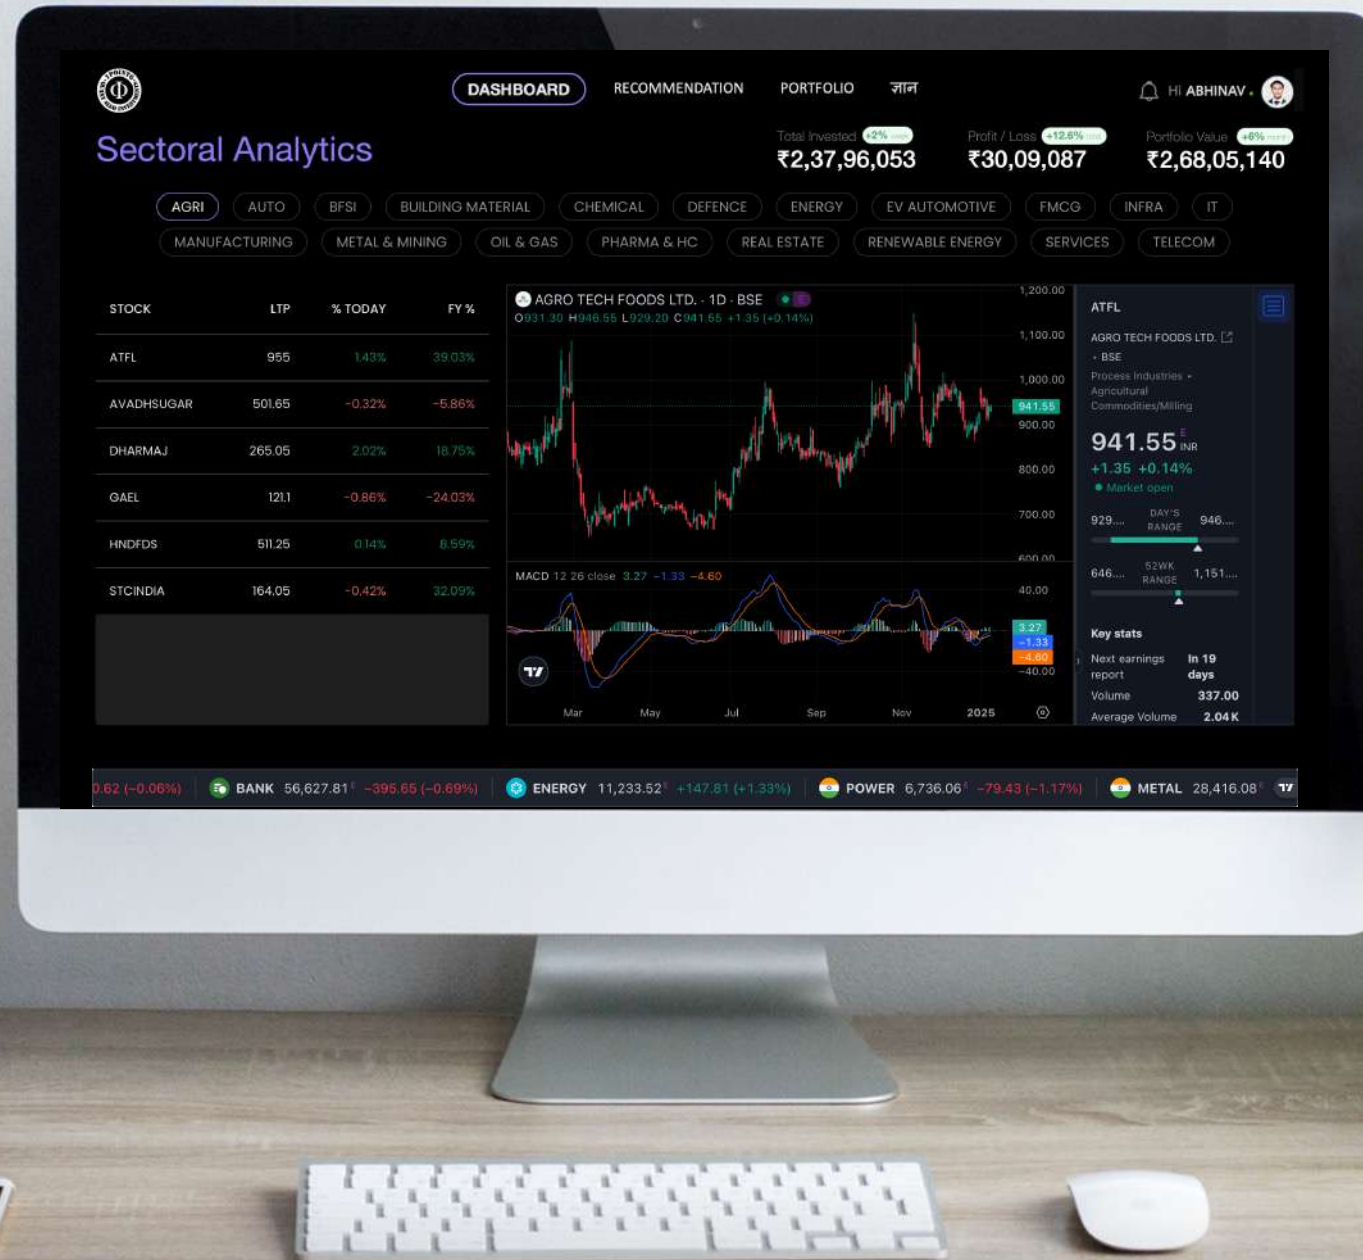 DASHBOARD RECOMMENDATION PORTFOLIO ज्ञान Hi ABHINAV
Sectoral Analytics
Total Invested +2% Profit / Loss +12.6% Portfolio Value +6%
₹2,37,96,053 ₹30,09,087 ₹2,68,05,140
AGRI AUTO BFSI BUILDING MATERIAL CHEMICAL DEFENCE ENERGY EV AUTOMOTIVE FMCG INFRA IT
MANUFACTURING METAL & MINING OIL & GAS PHARMA & HC REAL ESTATE RENEWABLE ENERGY SERVICES TELECOM
STOCK LTP % TODAY FY %
ATFL 955 1.43% 39.03%
AVADHSUGAR 501.65 -0.32% -5.86%
DHARMAJ 265.05 2.02% 18.75%
GAEL 121.1 -0.86% -24.03%
HNDFDS 511.25 0.14% 8.59%
STCINDIA 164.05 -0.42% 32.09%
AGRO TECH FOODS LTD. · 1D · BSE
O931.30 H946.55 L929.20 C941.55 +1.35 (+0.14%)
1,200.00
1,100.00
1,000.00
941.55
900.00
800.00
700.00
600.00
MACD 12 26 close 3.27 -1.33 -4.60
40.00
3.27
-1.33
-4.60
-40.00
Mar May Jul Sep Nov 2025
ATFL
AGRO TECH FOODS LTD.
• BSE
Process Industries •
Agricultural
Commodities/Milling
941.55 E INR
+1.35 +0.14%
Market open
929.... DAY'S RANGE 946....
646.... 52WK RANGE 1,151....
Key stats
Next earnings report In 19 days
Volume 337.00
Average Volume 2.04K
0.62 (-0.06%) BANK 56,627.81 E -395.65 (-0.69%) ENERGY 11,233.52 E +147.81 (+1.33%) POWER 6,736.06 E -79.43 (-1.17%) METAL 28,416.08 E